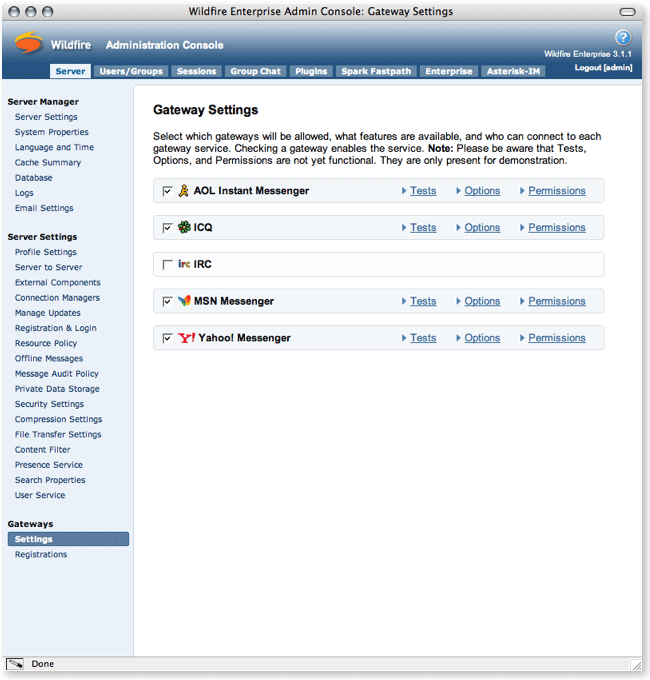 Wildfire Enterprise Admin Console: Gateway Settings
Wildfire Administration Console
?
Wildfire Enterprise 3.1.1
Logout [admin]
Server Users/Groups Sessions Group Chat Plugins Spark Fastpath Enterprise Asterisk-IM
Server Manager
Server Settings
System Properties
Language and Time
Cache Summary
Database
Logs
Email Settings
Server Settings
Profile Settings
Server to Server
External Components
Connection Managers
Manage Updates
Registration & Login
Resource Policy
Offline Messages
Message Audit Policy
Private Data Storage
Security Settings
Compression Settings
File Transfer Settings
Content Filter
Presence Service
Search Properties
User Service
Gateways
Settings
Registrations
Gateway Settings
Select which gateways will be allowed, what features are available, and who can connect to each
gateway service. Checking a gateway enables the service. Note: Please be aware that Tests,
Options, and Permissions are not yet functional. They are only present for demonstration.
AOL Instant Messenger Tests Options Permissions
ICQ Tests Options Permissions
irc IRC
MSN Messenger Tests Options Permissions
Y! Yahoo! Messenger Tests Options Permissions
Done